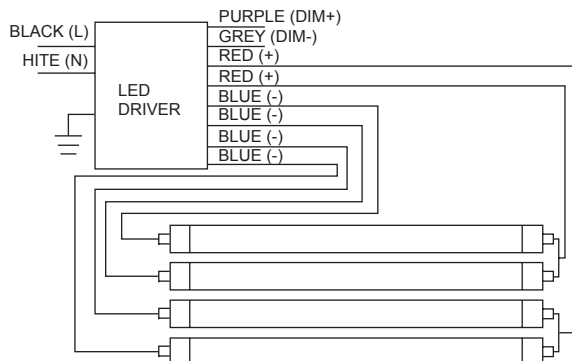 PURPLE (DIM+)
BLACK (L)
GREY (DIM-)
RED (+)
HITE (N)
RED (+)
LED
DRIVER
BLUE (-)
BLUE (-)
BLUE (-)
BLUE (-)